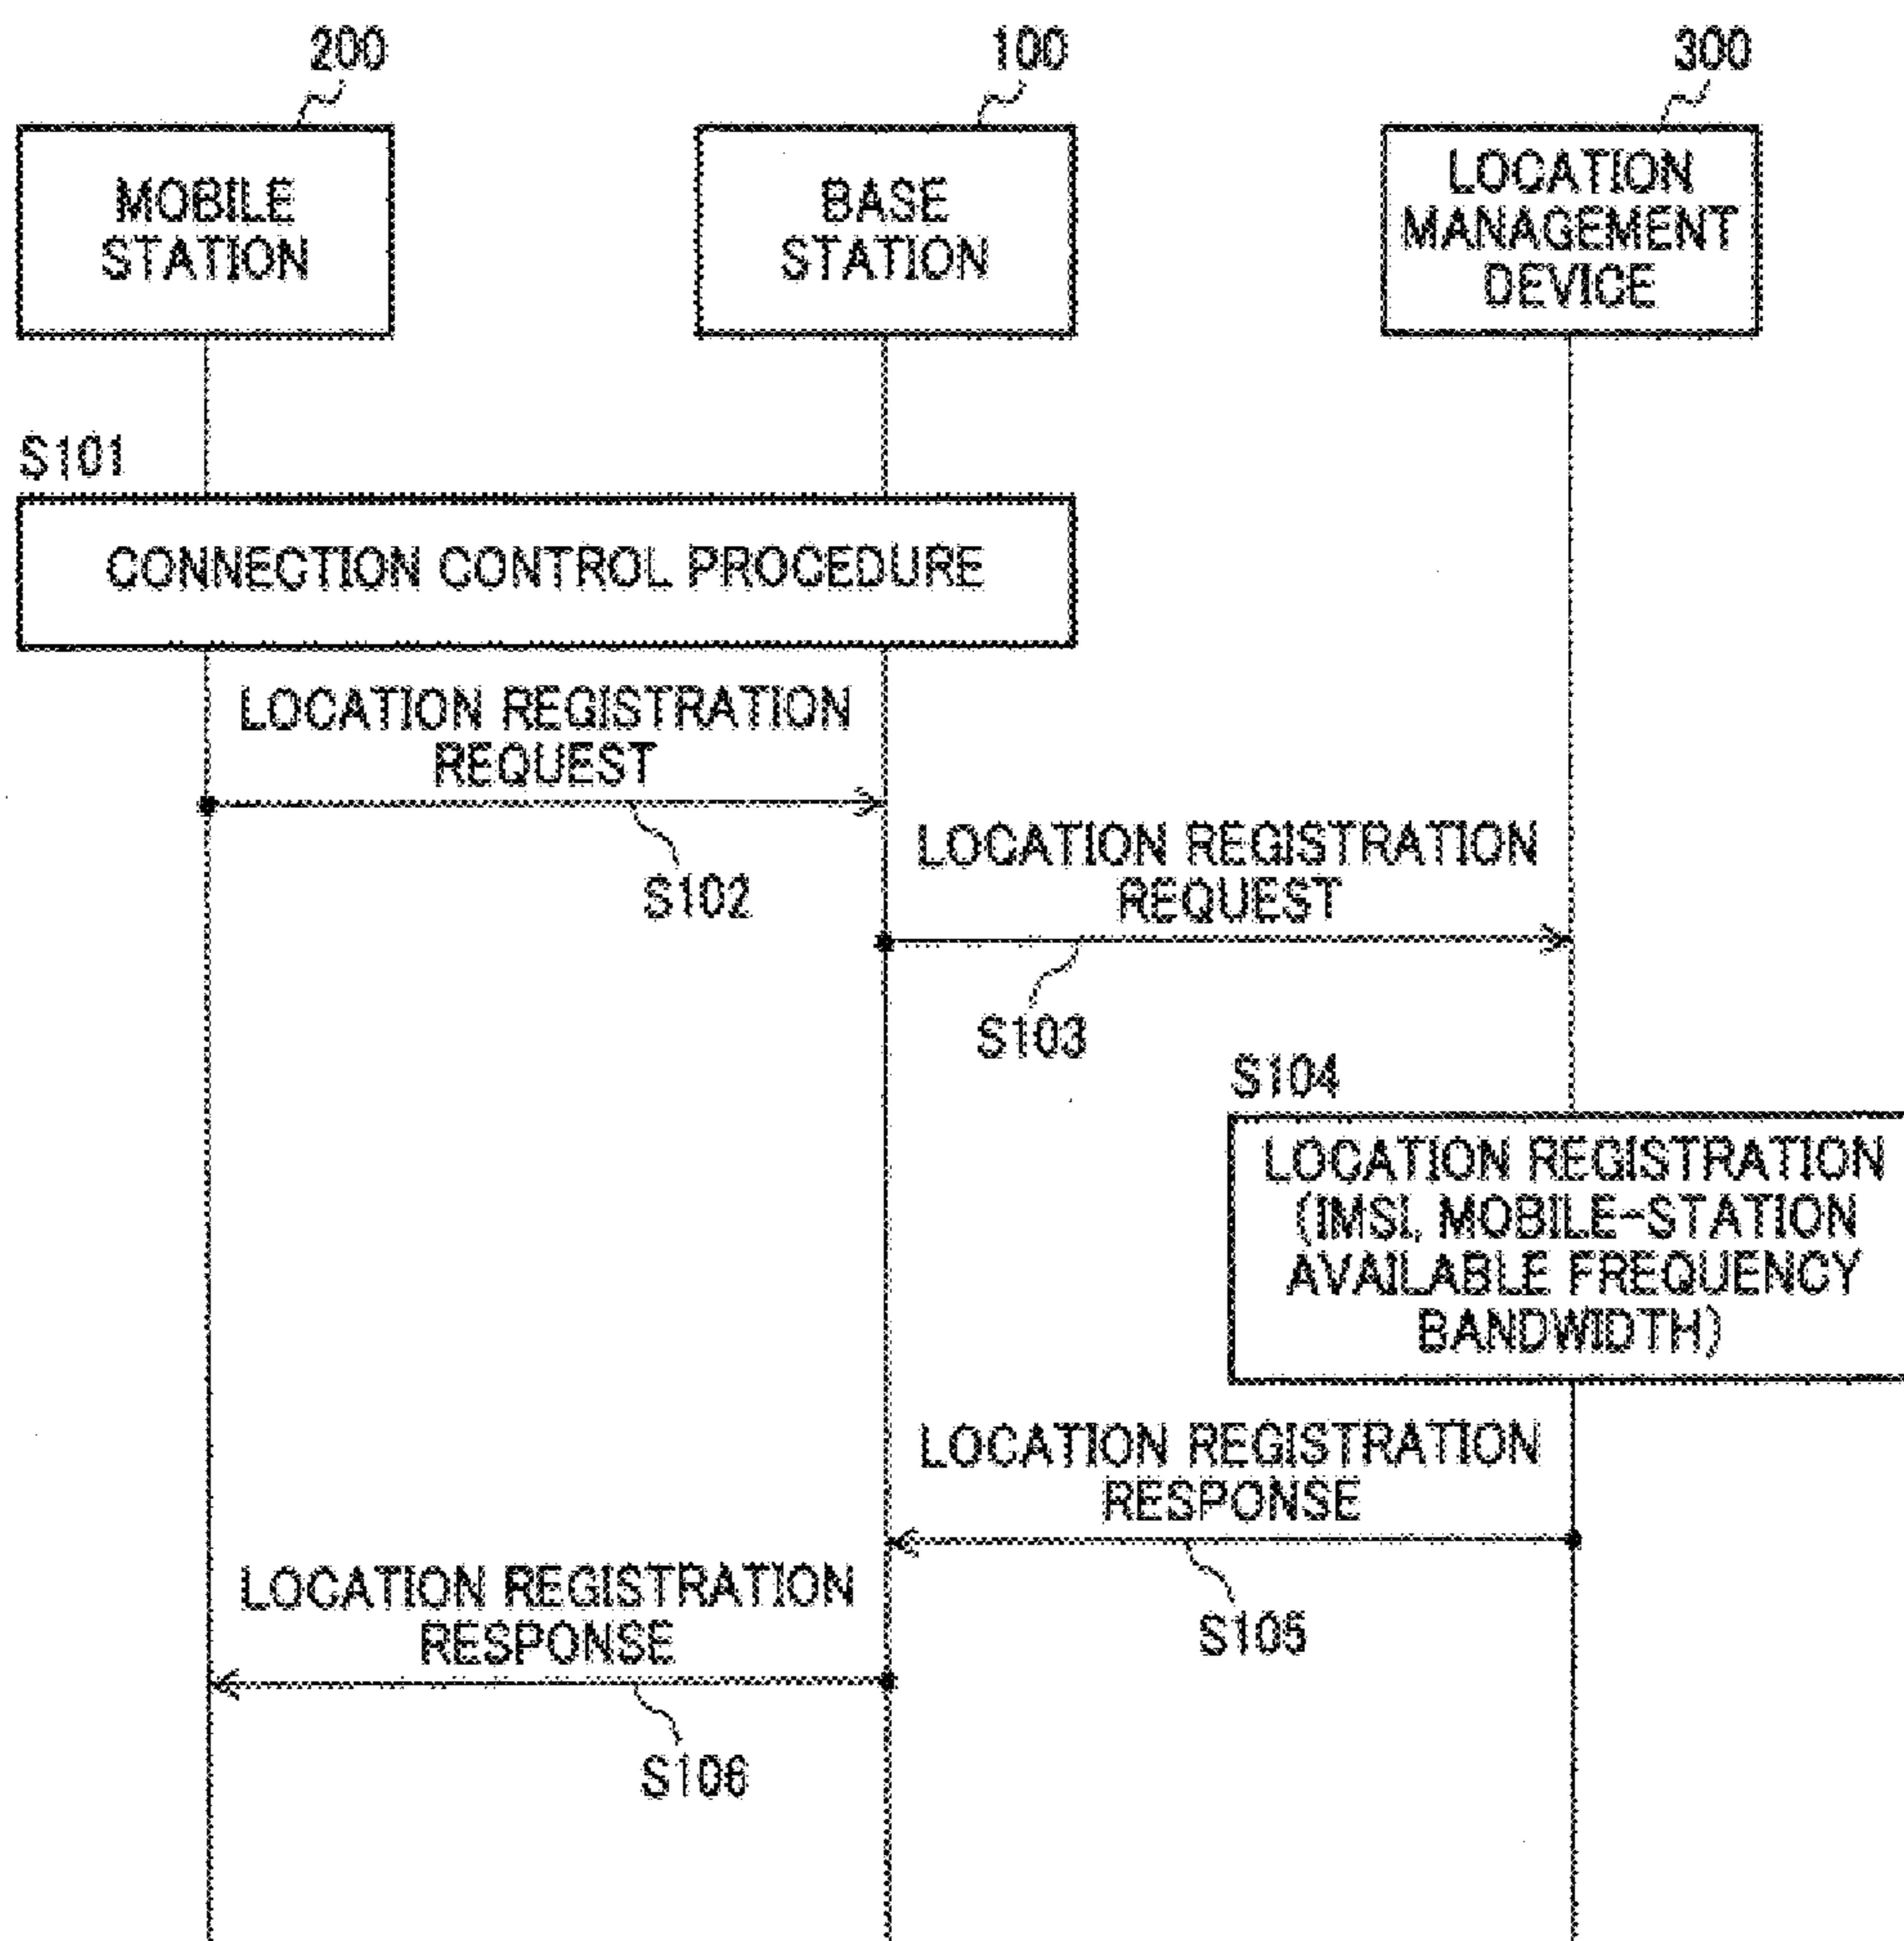 200
100
300
MOBILE
STATION
BASE
STATION
LOCATION
MANAGEMENT
DEVICE
S101
CONNECTION CONTROL PROCEDURE
LOCATION REGISTRATION
REQUEST
S102
LOCATION REGISTRATION
REQUEST
S103
S104
LOCATION REGISTRATION
(IMSI, MOBILE-STATION
AVAILABLE FREQUENCY
BANDWIDTH)
LOCATION REGISTRATION
RESPONSE
S105
LOCATION REGISTRATION
RESPONSE
S106